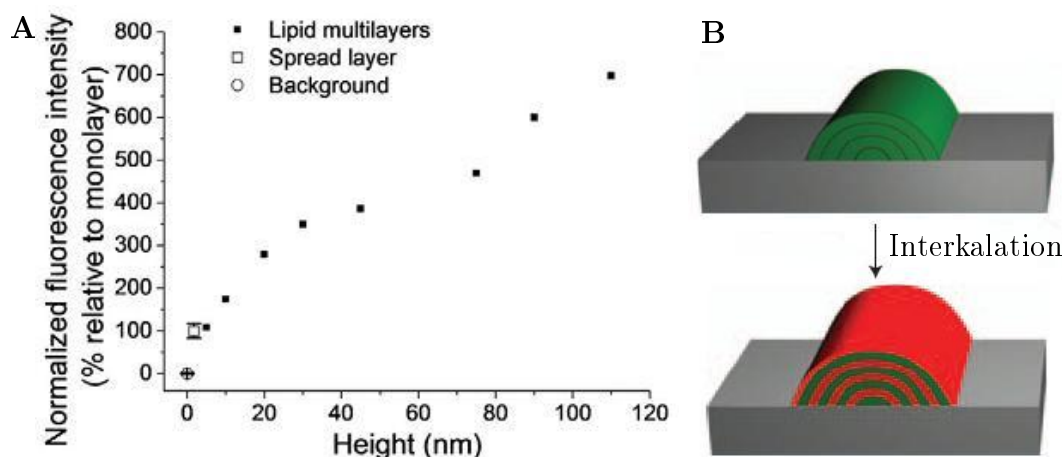 A
Normalized fluorescence intensity
(% relative to monolayer)
800
700
600
500
400
300
200
100
0
Lipid multilayers
Spread layer
Background
0 20 40 60 80 100 120
Height (nm)
B
Interkalation